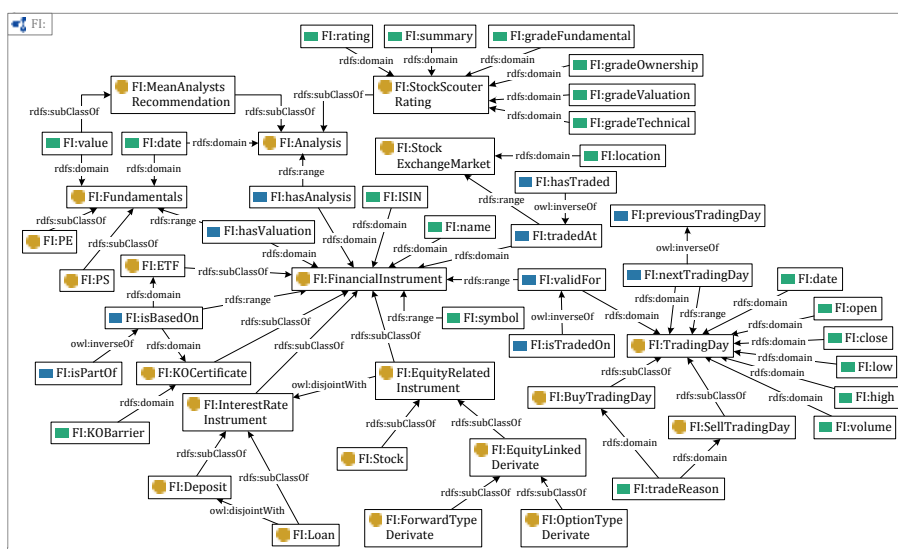 FI:
FI:rating
FI:summary
FI:gradeFundamental
rdfs:domain
rdfs:domain
rdfs:domain
FI:gradeOwnership
rdfs:domain
FI:MeanAnalysts
Recommendation
FI:StockScouter
Rating
rdfs:subClassOf
rdfs:subClassOf
rdfs:subClassOf
FI:gradeValuation
rdfs:domain
FI:gradeTechnical
rdfs:domain
FI:value
FI:date
rdfs:domain
FI:Analysis
FI:Stock
ExchangeMarket
rdfs:domain
FI:location
rdfs:domain
rdfs:domain
rdfs:range
FI:hasTraded
FI:Fundamentals
FI:hasAnalysis
FI:ISIN
rdfs:range
owl:inverseOf
FI:previousTradingDay
rdfs:subClassOf
rdfs:range
FI:PE
rdfs:subClassOf
FI:hasValuation
rdfs:domain
rdfs:domain
FI:name
FI:tradedAt
owl:inverseOf
rdfs:domain
rdfs:domain
rdfs:domain
FI:ETF
rdfs:subClassOf
FI:PS
FI:FinancialInstrument
rdfs:range
FI:validFor
FI:nextTradingDay
FI:date
rdfs:domain
rdfs:range
FI:isBasedOn
rdfs:range
rdfs:domain
rdfs:domain
rdfs:range
rdfs:domain
FI:open
rdfs:range
FI:symbol
owl:inverseOf
rdfs:domain
owl:inverseOf
rdfs:domain
rdfs:subClassOf
rdfs:subClassOf
rdfs:subClassOf
FI:isTradedOn
FI:TradingDay
rdfs:domain
FI:close
FI:isPartOf
FI:KOCertificate
owl:disjointWith
FI:EquityRelated
Instrument
rdfs:domain
FI:low
rdfs:subClassOf
rdfs:subClassOf
rdfs:domain
rdfs:domain
FI:high
FI:BuyTradingDay
rdfs:domain
FI:InterestRate
Instrument
rdfs:subClassOf
FI:SellTradingDay
FI:volume
FI:KOBarrier
rdfs:subClassOf
rdfs:domain
rdfs:domain
rdfs:subClassOf
rdfs:subClassOf
FI:Stock
FI:EquityLinked
Derivate
FI:Deposit
FI:tradeReason
owl:disjointWith
rdfs:subClassOf
rdfs:subClassOf
FI:Loan
FI:ForwardType
Derivate
FI:OptionType
Derivate